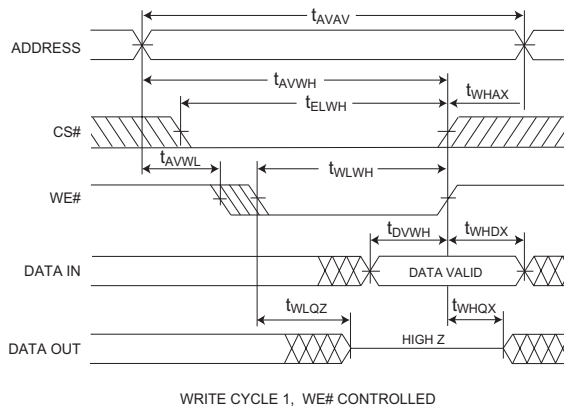 tAVAV
ADDRESS
tAVWH
tELWH
tWHAX
CS#
tAVWL
tWLWH
WE#
tDVWH
tWHDX
DATA IN
DATA VALID
tWLQZ
tWHQX
DATA OUT
HIGH Z
WRITE CYCLE 1, WE# CONTROLLED